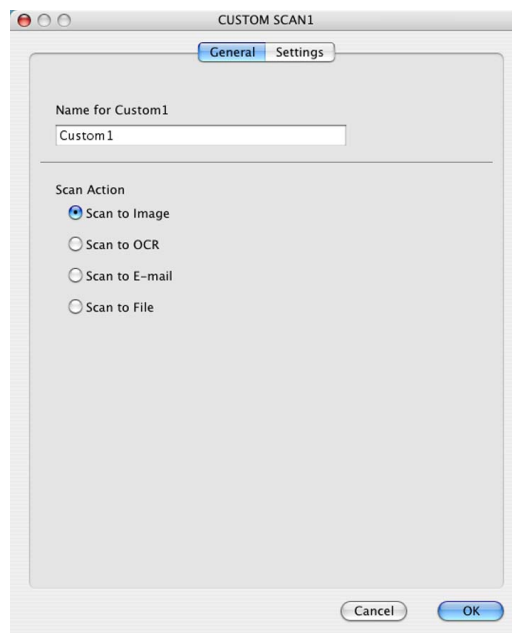 CUSTOM SCAN1
General Settings
Name for Custom1
Custom1
Scan Action
Scan to Image
Scan to OCR
Scan to E-mail
Scan to File
Cancel OK